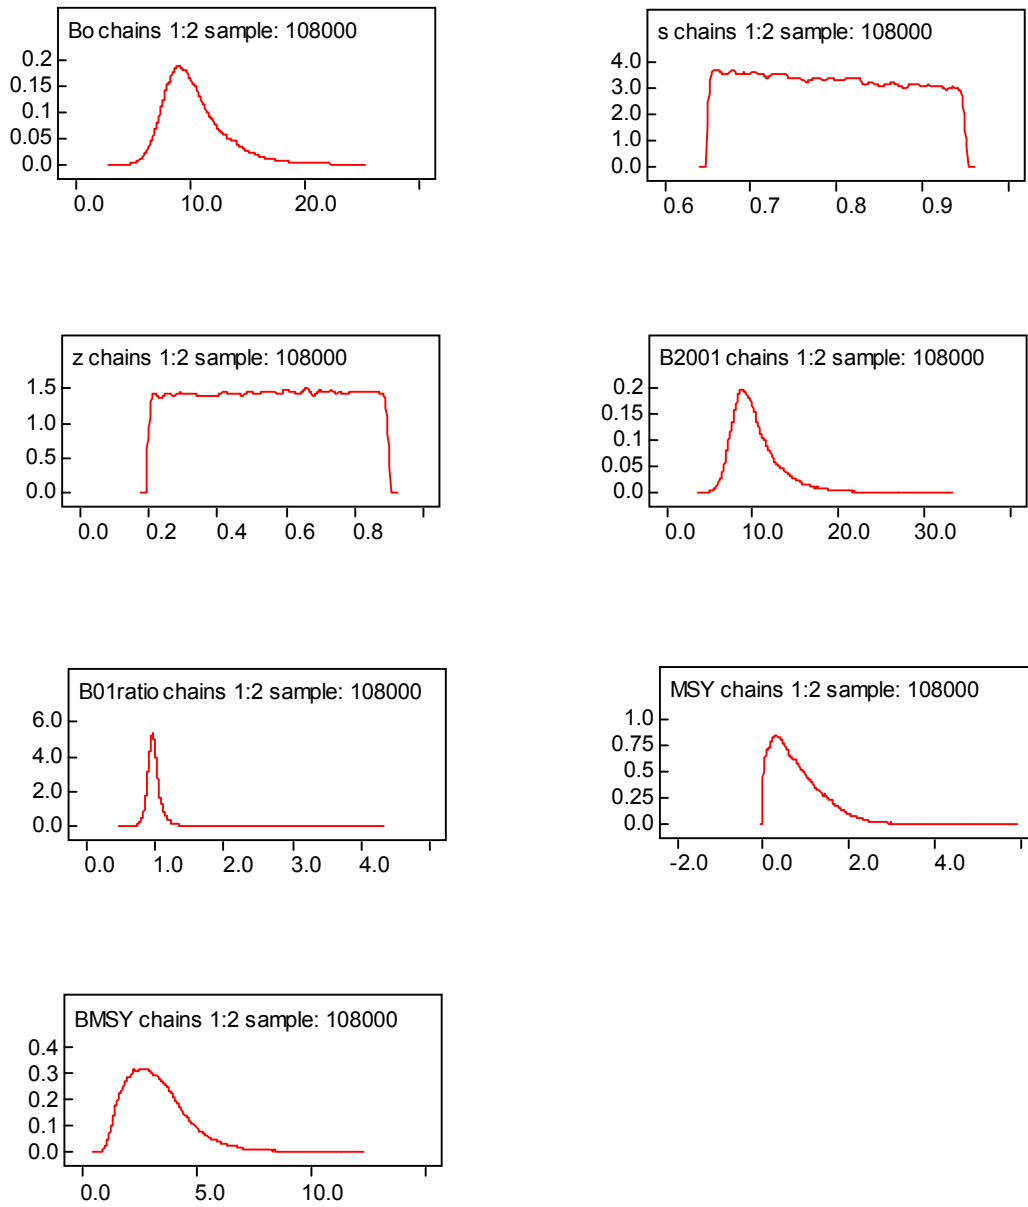 Bo chains 1:2 sample: 108000
0.2
0.15
0.1
0.05
0.0
0.0 10.0 20.0
s chains 1:2 sample: 108000
4.0
3.0
2.0
1.0
0.0
0.6 0.7 0.8 0.9
z chains 1:2 sample: 108000
1.5
1.0
0.5
0.0
0.0 0.2 0.4 0.6 0.8
B2001 chains 1:2 sample: 108000
0.2
0.15
0.1
0.05
0.0
0.0 10.0 20.0 30.0
B01ratio chains 1:2 sample: 108000
6.0
4.0
2.0
0.0
0.0 1.0 2.0 3.0 4.0
MSY chains 1:2 sample: 108000
1.0
0.75
0.5
0.25
0.0
-2.0 0.0 2.0 4.0
BMSY chains 1:2 sample: 108000
0.4
0.3
0.2
0.1
0.0
0.0 5.0 10.0